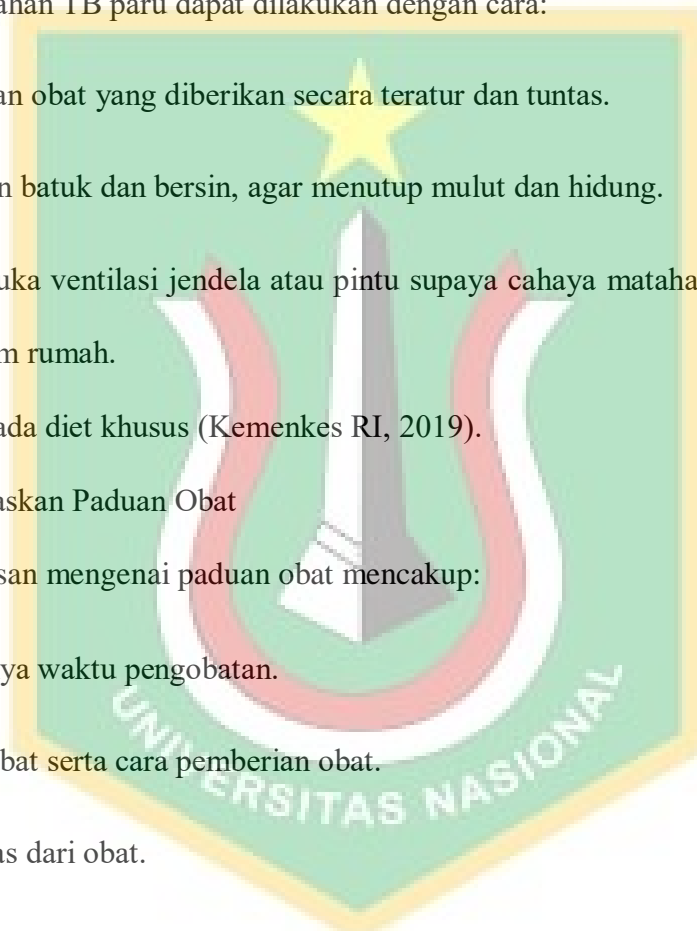 ahan TB paru dapat dilakukan dengan cara:
an obat yang diberikan secara teratur dan tuntas.
n batuk dan bersin, agar menutup mulut dan hidung.
uka ventilasi jendela atau pintu supaya cahaya mataha
m rumah.
ada diet khusus (Kemenkes RI, 2019).
askan Paduan Obat
san mengenai paduan obat mencakup:
ya waktu pengobatan.
bat serta cara pemberian obat.
as dari obat.
UNIVERSITAS NASIONAL